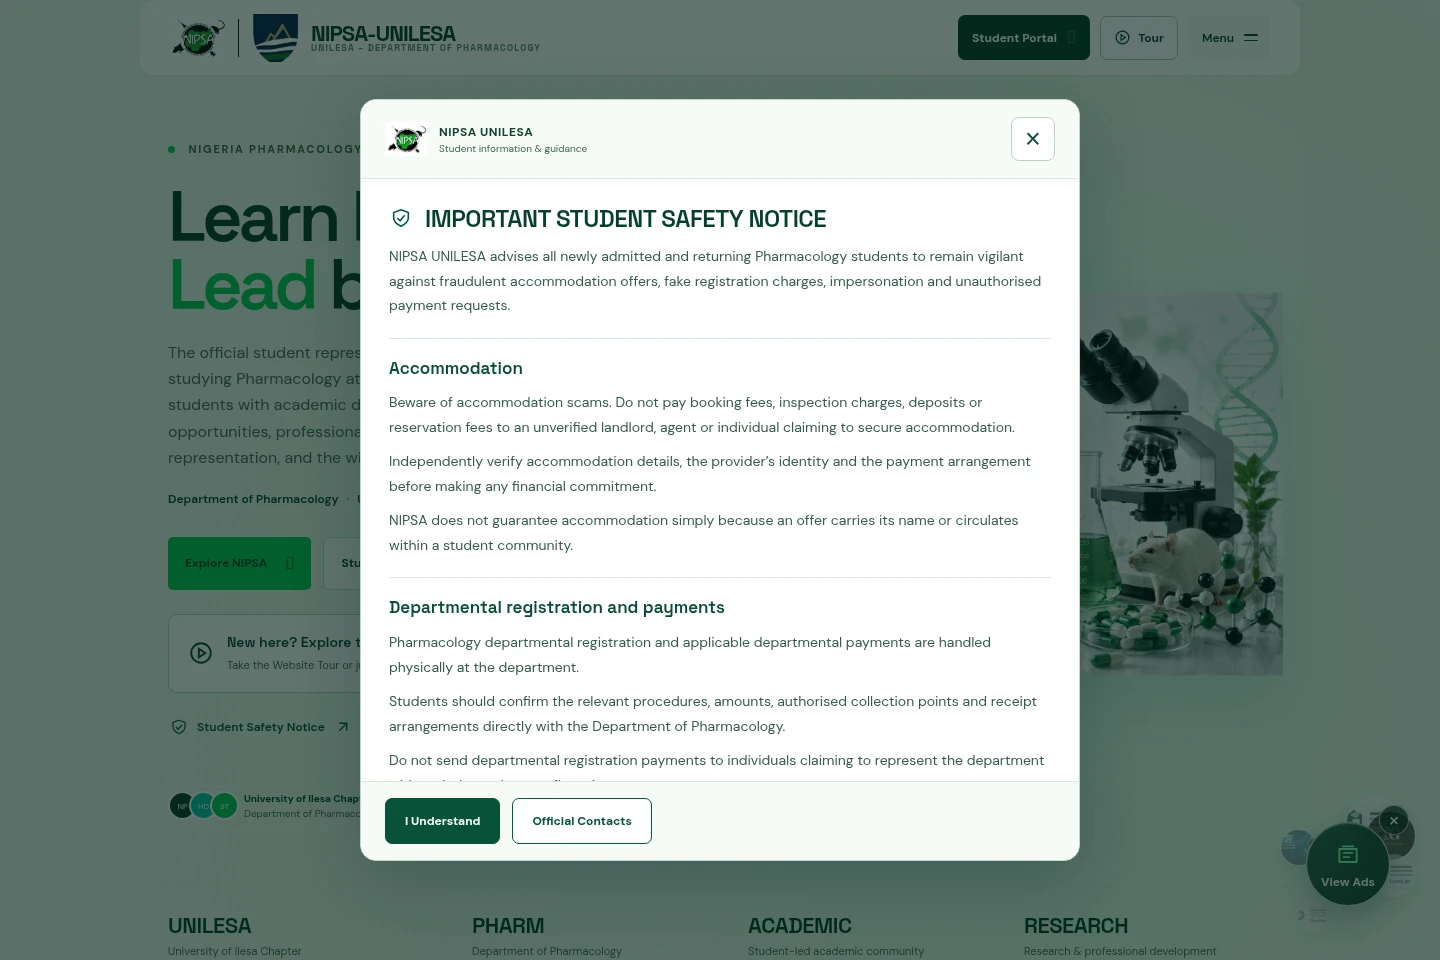 NIPSA
NIPSA-UNILESA
UNILESA – DEPARTMENT OF PHARMACOLOGY
Student Portal
Tour
Menu
NIGERIA PHARMACOLOGY
Learn
Lead b
The official student repres
studying Pharmacology at
students with academic d
opportunities, professiona
representation, and the wi
Department of Pharmacology ·
Explore NIPSA
Stu
New here? Explore t
Take the Website Tour or ju
Student Safety Notice
NP HD ST
University of Ilesa Chap
Department of Pharmaco
NIPSA
NIPSA UNILESA
Student information & guidance
IMPORTANT STUDENT SAFETY NOTICE
NIPSA UNILESA advises all newly admitted and returning Pharmacology students to remain vigilant
against fraudulent accommodation offers, fake registration charges, impersonation and unauthorised
payment requests.
Accommodation
Beware of accommodation scams. Do not pay booking fees, inspection charges, deposits or
reservation fees to an unverified landlord, agent or individual claiming to secure accommodation.
Independently verify accommodation details, the provider’s identity and the payment arrangement
before making any financial commitment.
NIPSA does not guarantee accommodation simply because an offer carries its name or circulates
within a student community.
Departmental registration and payments
Pharmacology departmental registration and applicable departmental payments are handled
physically at the department.
Students should confirm the relevant procedures, amounts, authorised collection points and receipt
arrangements directly with the Department of Pharmacology.
Do not send departmental registration payments to individuals claiming to represent the department
I Understand
Official Contacts
View Ads
UNILESA
University of Ilesa Chapter
PHARM
Department of Pharmacology
ACADEMIC
Student-led academic community
RESEARCH
Research & professional development